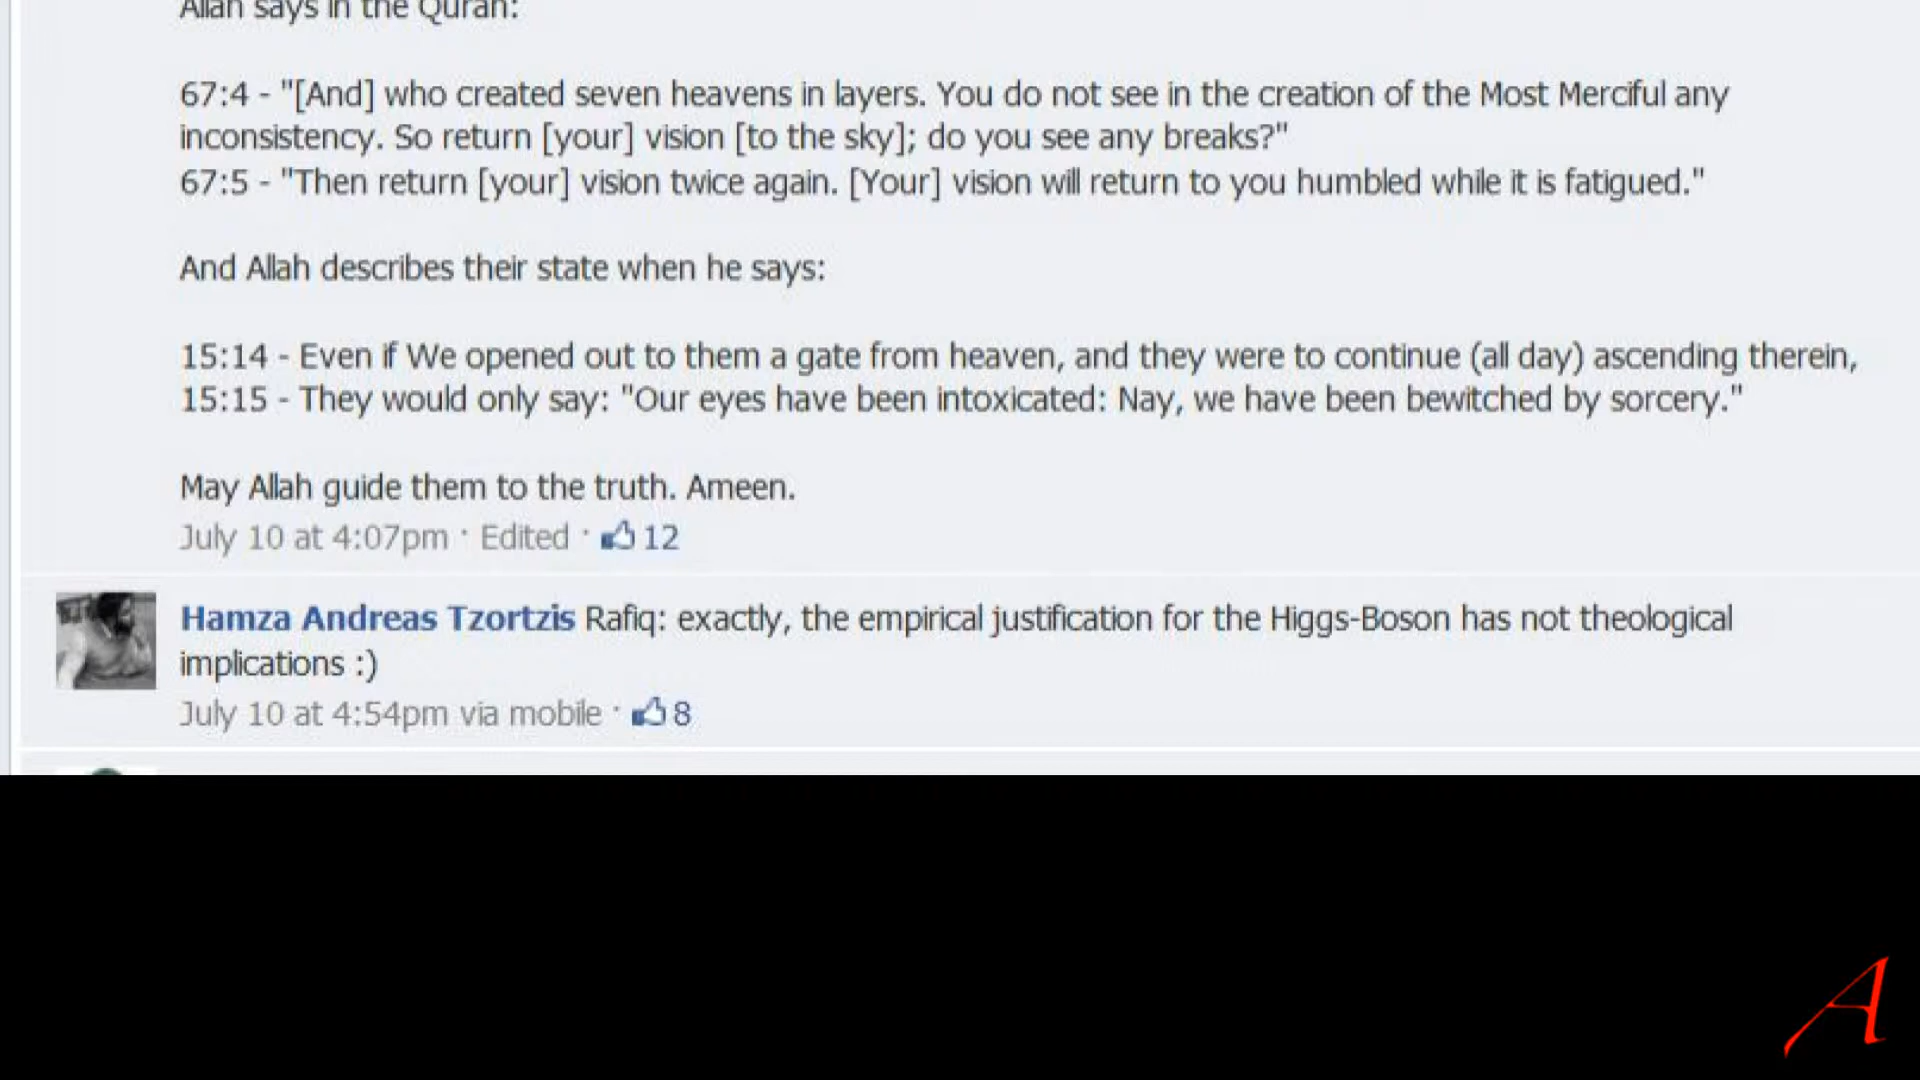 Allah says in the Quran:
67:4 - "[And] who created seven heavens in layers. You do not see in the creation of the Most Merciful any
inconsistency. So return [your] vision [to the sky]; do you see any breaks?"
67:5 - "Then return [your] vision twice again. [Your] vision will return to you humbled while it is fatigued."
And Allah describes their state when he says:
15:14 - Even if We opened out to them a gate from heaven, and they were to continue (all day) ascending therein,
15:15 - They would only say: "Our eyes have been intoxicated: Nay, we have been bewitched by sorcery."
May Allah guide them to the truth. Ameen.
July 10 at 4:07pm · Edited · 12
Hamza Andreas Tzortzis Rafiq: exactly, the empirical justification for the Higgs-Boson has not theological
implications :)
July 10 at 4:54pm via mobile · 8
A